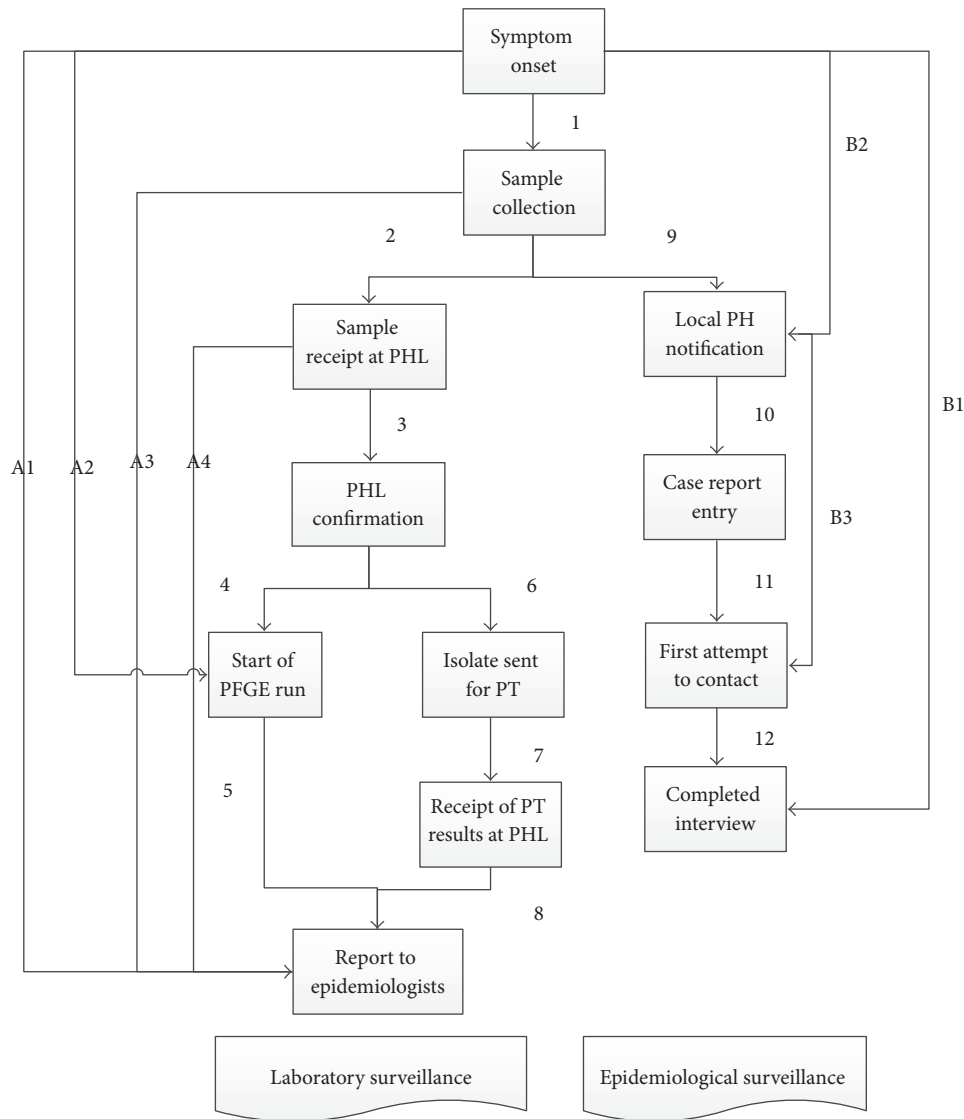 Symptom
onset
1
B2
Sample
collection
2
9
Sample
receipt at PHL
Local PH
notification
3
10
B1
A1
A2
A3
A4
PHL
confirmation
Case report
entry
B3
4
6
11
Start of
PFGE run
Isolate sent
for PT
First attempt
to contact
5
7
12
Receipt of PT
results at PHL
Completed
interview
8
Report to
epidemiologists
Laboratory surveillance
Epidemiological surveillance